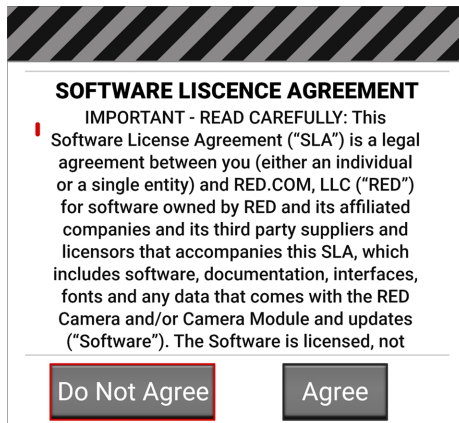 SOFTWARE LISCENCE AGREEMENT
IMPORTANT - READ CAREFULLY: This
Software License Agreement (“SLA”) is a legal
agreement between you (either an individual
or a single entity) and RED.COM, LLC (“RED”)
for software owned by RED and its affiliated
companies and its third party suppliers and
licensors that accompanies this SLA, which
includes software, documentation, interfaces,
fonts and any data that comes with the RED
Camera and/or Camera Module and updates
(“Software”). The Software is licensed, not
Do Not Agree
Agree